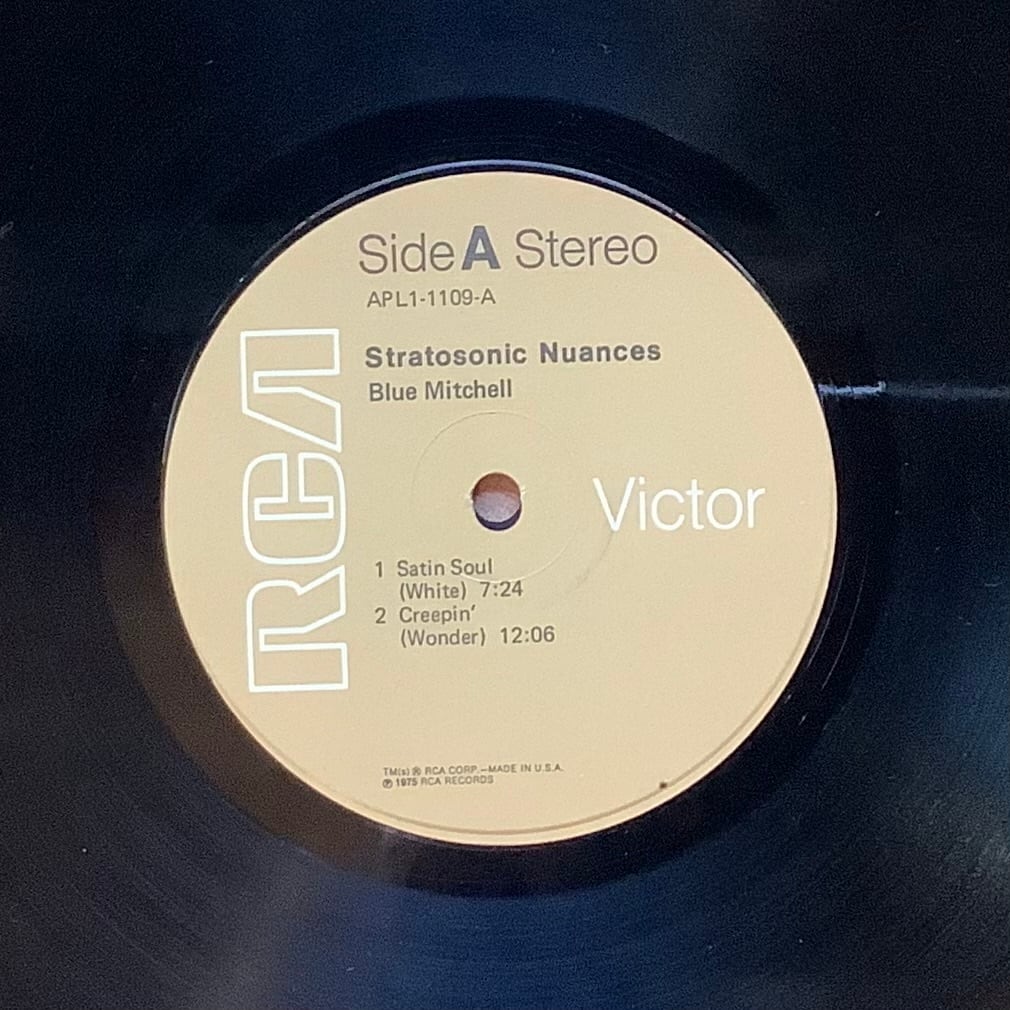 Side A Stereo
APL1-1109-A
Stratosonic Nuances
Blue Mitchell
RCA
Victor
1 Satin Soul
(White) 7:24
2 Creepin'
(Wonder) 12:06
TM(s) ® RCA CORP.—MADE IN U.S.A.
℗ 1975 RCA RECORDS